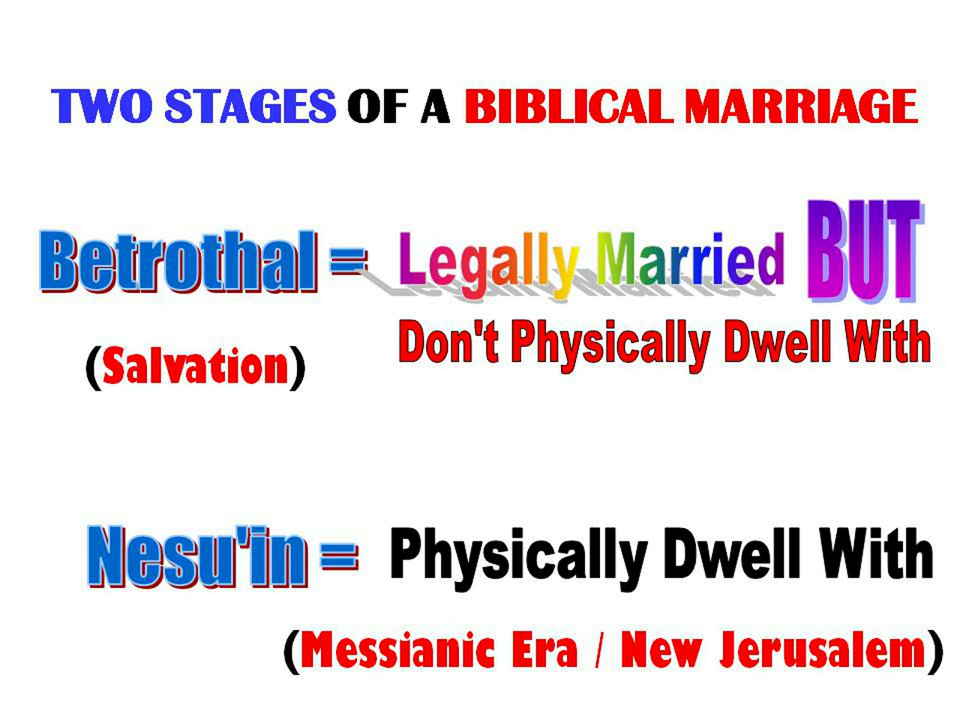 TWO STAGES OF A BIBLICAL MARRIAGE
Betrothal = Legally Married BUT
(Salvation) Don't Physically Dwell With
Nesu'in = Physically Dwell With
(Messianic Era / New Jerusalem)